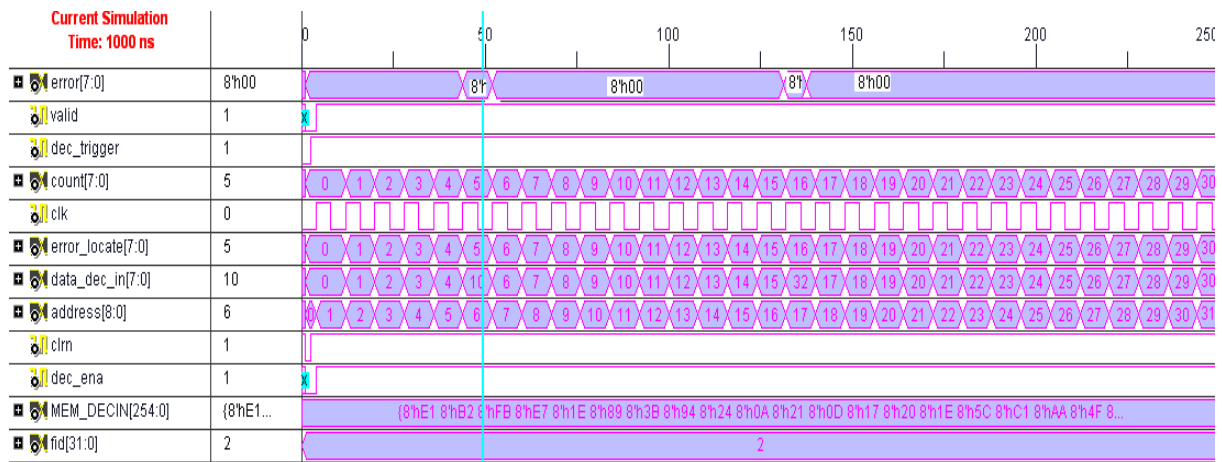 Current Simulation
Time: 1000 ns
0 50 100 150 200 250
error[7:0] 8'h00 8'h 8'h00 8'h 8'h00
valid 1 X
dec_trigger 1
count[7:0] 5 0 1 2 3 4 5 6 7 8 9 10 11 12 13 14 15 16 17 18 19 20 21 22 23 24 25 26 27 28 29 30
clk 0
error_locate[7:0] 5 0 1 2 3 4 5 6 7 8 9 10 11 12 13 14 15 16 17 18 19 20 21 22 23 24 25 26 27 28 29 30
data_dec_in[7:0] 10 0 1 2 3 4 10 6 7 8 9 10 11 12 13 14 15 32 17 18 19 20 21 22 23 24 25 26 27 28 29 30
address[8:0] 6 0 1 2 3 4 5 6 7 8 9 10 11 12 13 14 15 16 17 18 19 20 21 22 23 24 25 26 27 28 29 30 31
clrn 1
dec_ena 1 X
MEM_DECIN[254:0] {8'hE1... {8'hE1 8'hB2 8'hFB 8'hE7 8'h1E 8'h89 8'h3B 8'h94 8'h24 8'h0A 8'h21 8'h0D 8'h17 8'h20 8'h1E 8'h5C 8'hC1 8'hAA 8'h4F 8...
fid[31:0] 2 2